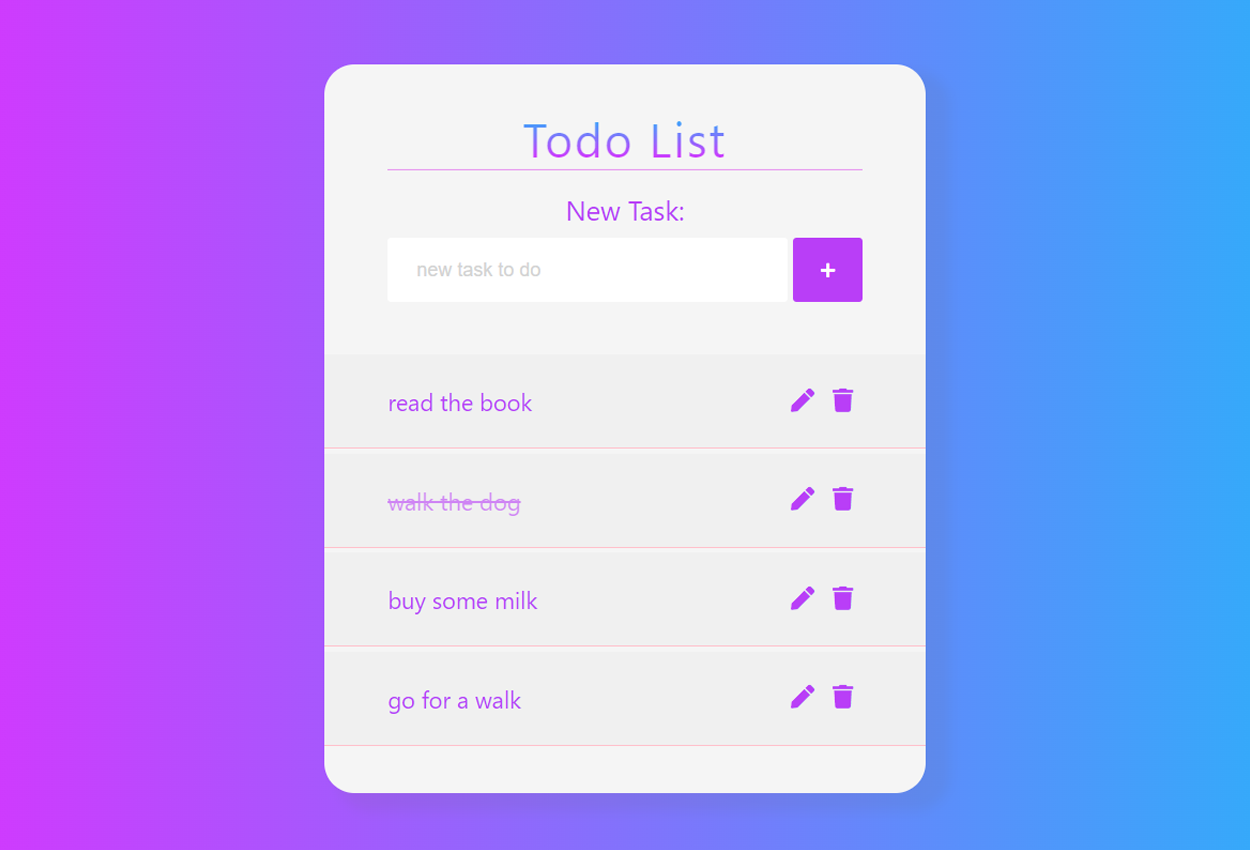 Todo List
New Task:
new task to do
+
read the book
walk the dog
buy some milk
go for a walk